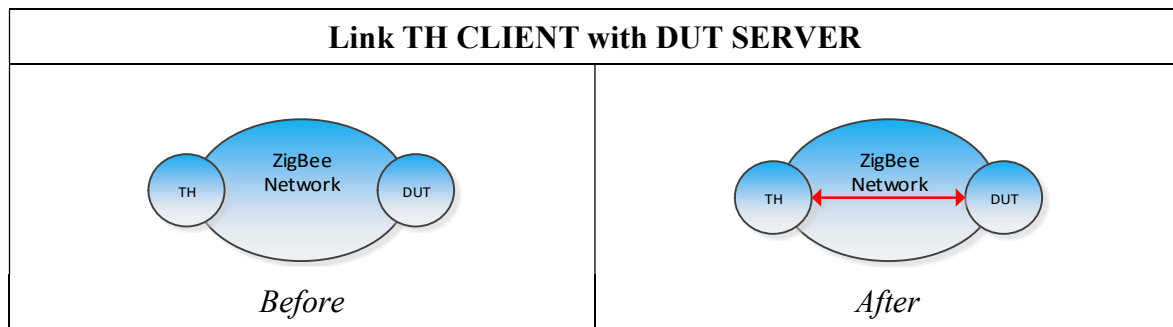 Link TH CLIENT with DUT SERVER
ZigBee
Network
TH
DUT
Before
ZigBee
Network
TH
DUT
After